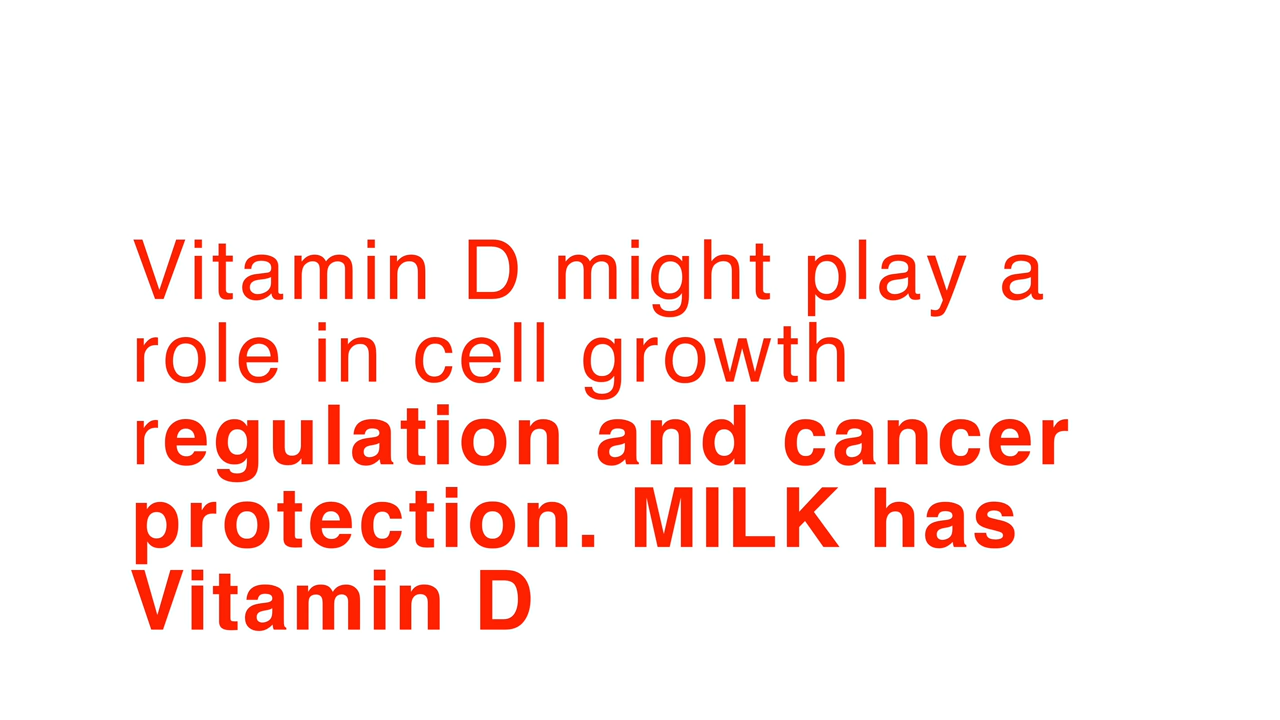 Vitamin D might play a
role in cell growth
regulation and cancer
protection. MILK has
Vitamin D